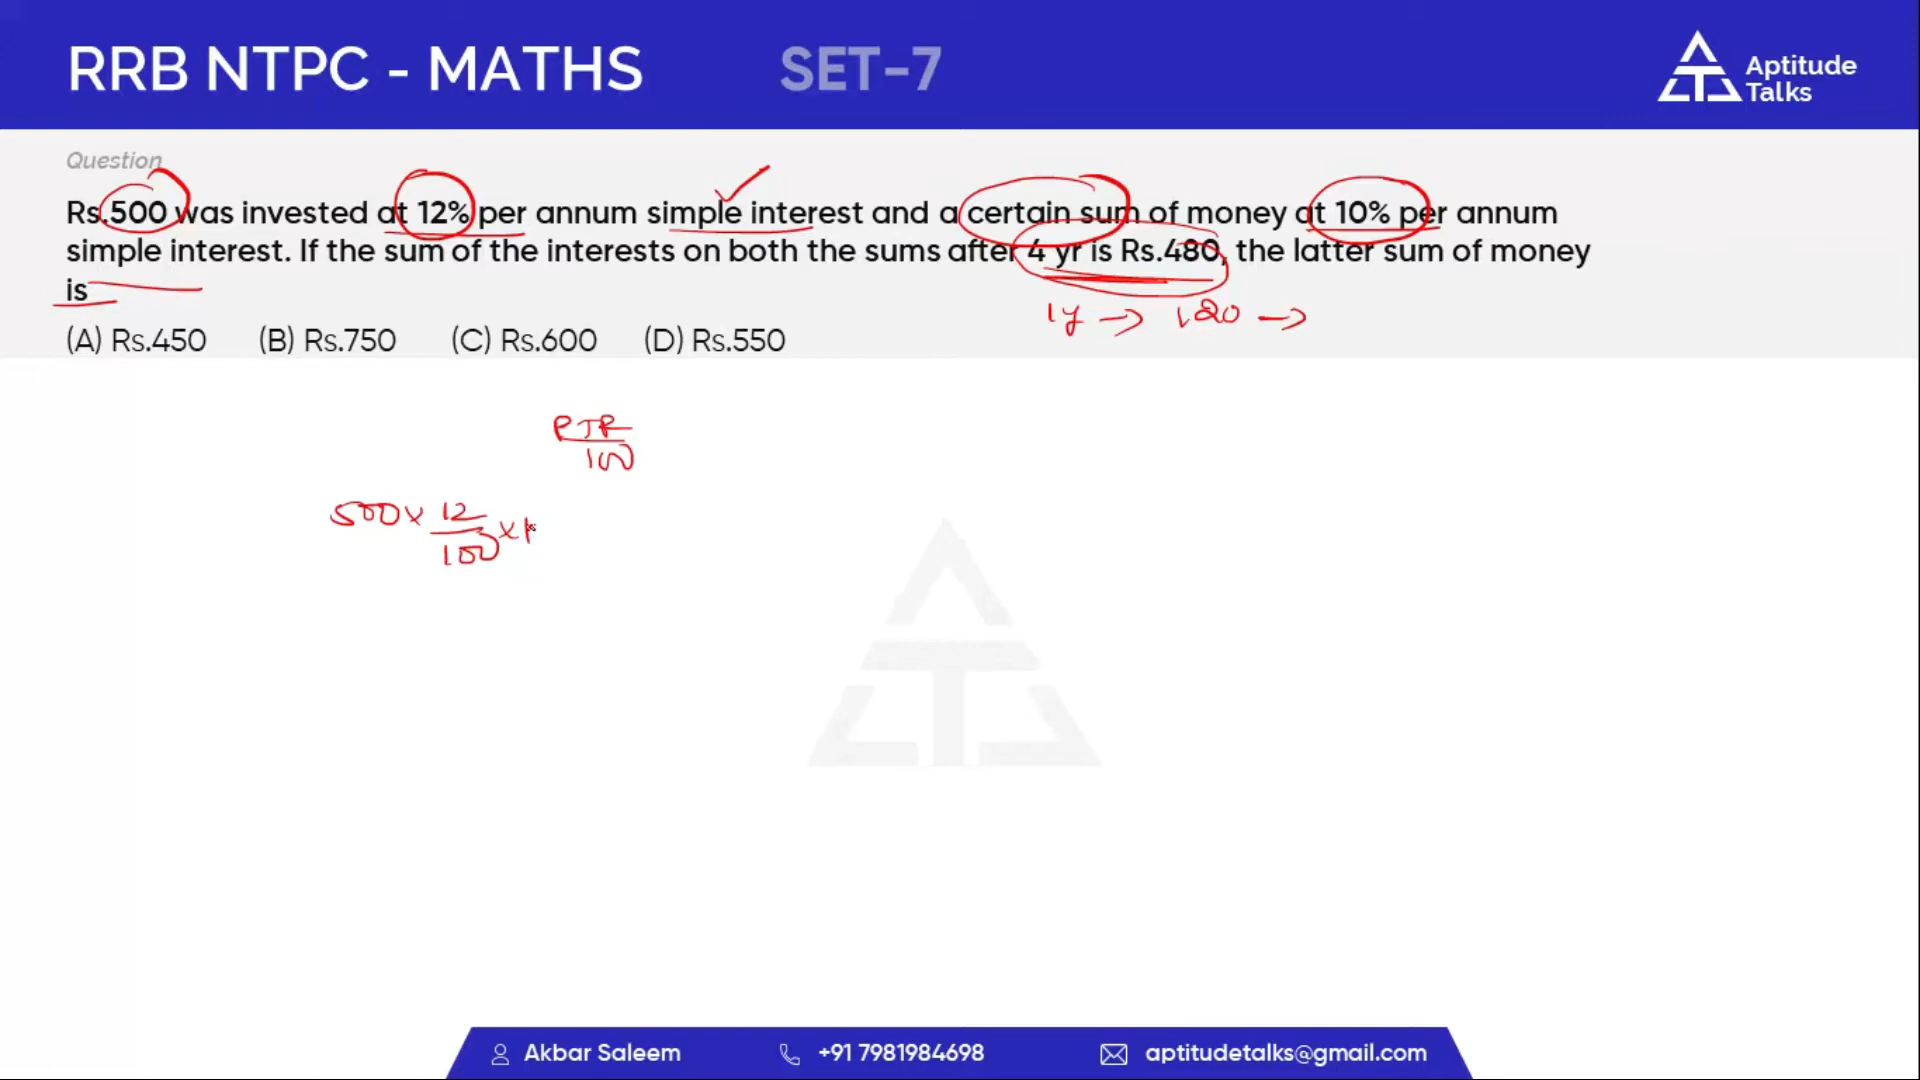 RRB NTPC - MATHS SET-7
Aptitude
Talks
Question
Rs.500 was invested at 12% per annum simple interest and a certain sum of money at 10% per annum
simple interest. If the sum of the interests on both the sums after 4 yr is Rs.480, the latter sum of money
is
1y → 120 →
(A) Rs.450 (B) Rs.750 (C) Rs.600 (D) Rs.550
PTR
100
500 × 12 × 1
100
Akbar Saleem +91 7981984698 aptitudetalks@gmail.com